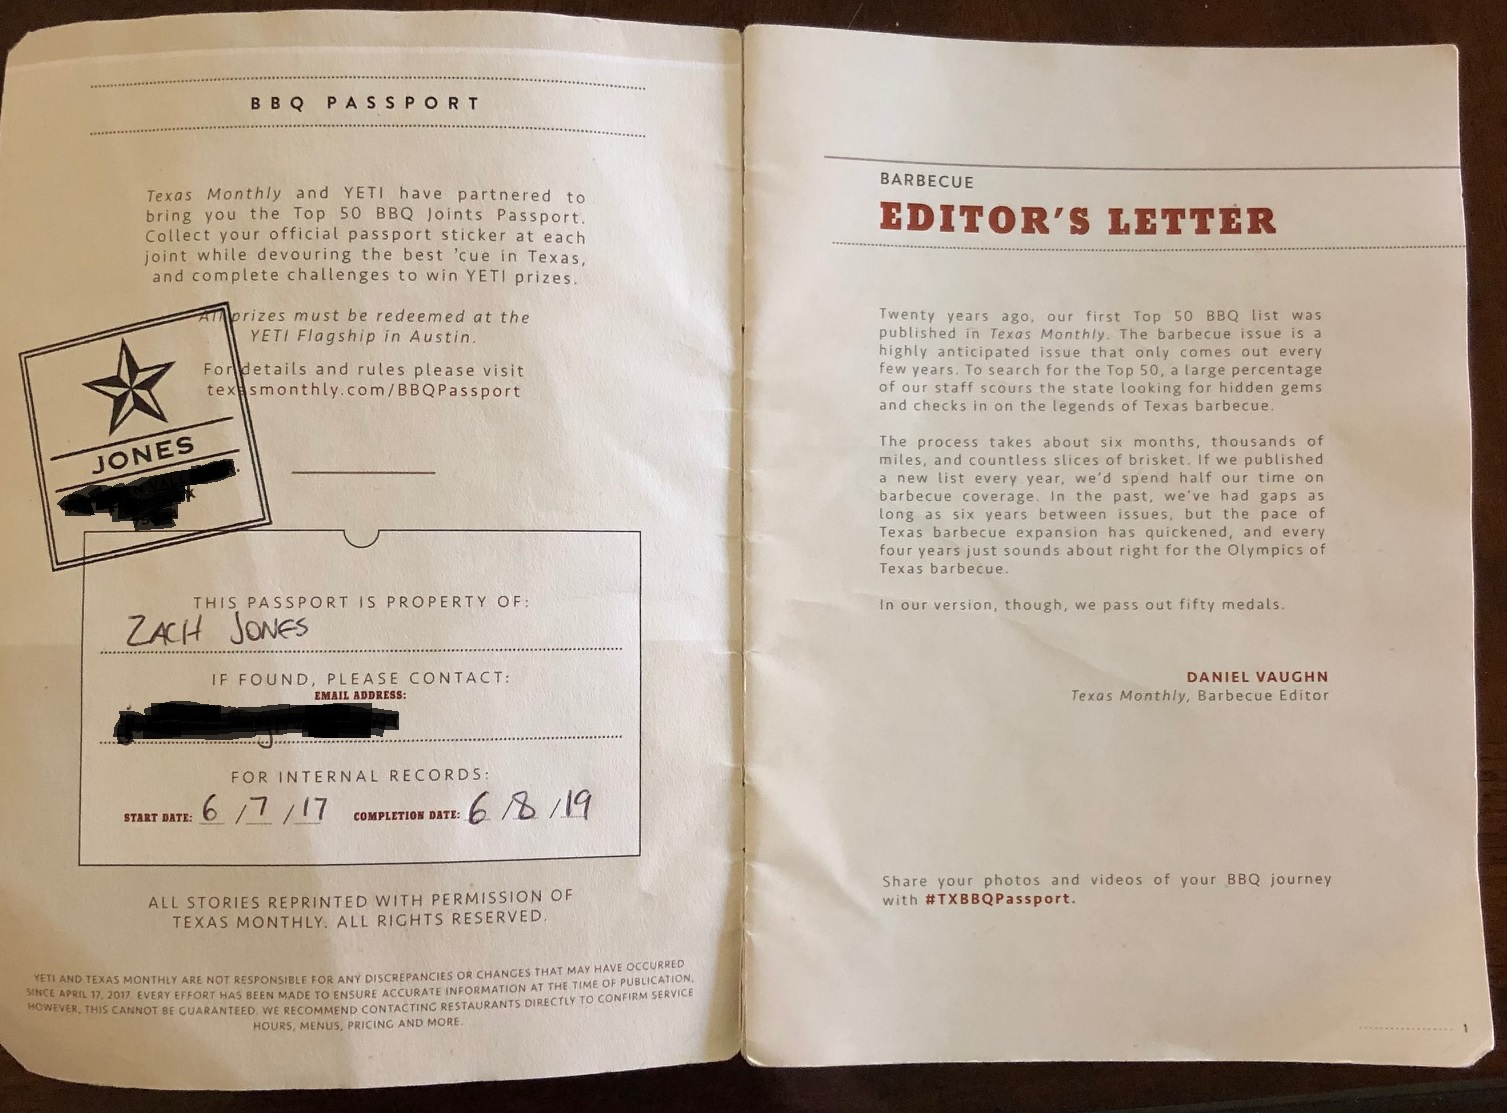 BBQ PASSPORT
Texas Monthly and YETI have partnered to
bring you the Top 50 BBQ Joints Passport.
Collect your official passport sticker at each
joint while devouring the best 'cue in Texas,
and complete challenges to win YETI prizes.
All prizes must be redeemed at the
YETI Flagship in Austin.
For details and rules please visit
texasmonthly.com/BBQPassport
JONES
THIS PASSPORT IS PROPERTY OF:
ZACH JONES
IF FOUND, PLEASE CONTACT:
EMAIL ADDRESS:
FOR INTERNAL RECORDS:
START DATE: 6/7/17 COMPLETION DATE: 6/8/19
ALL STORIES REPRINTED WITH PERMISSION OF
TEXAS MONTHLY. ALL RIGHTS RESERVED.
YETI AND TEXAS MONTHLY ARE NOT RESPONSIBLE FOR ANY DISCREPANCIES OR CHANGES THAT MAY HAVE OCCURRED
SINCE APRIL 17, 2017. EVERY EFFORT HAS BEEN MADE TO ENSURE ACCURATE INFORMATION AT THE TIME OF PUBLICATION,
HOWEVER, THIS CANNOT BE GUARANTEED. WE RECOMMEND CONTACTING RESTAURANTS DIRECTLY TO CONFIRM SERVICE
HOURS, MENUS, PRICING AND MORE.
BARBECUE
EDITOR'S LETTER
Twenty years ago, our first Top 50 BBQ list was
published in Texas Monthly. The barbecue issue is a
highly anticipated issue that only comes out every
few years. To search for the Top 50, a large percentage
of our staff scours the state looking for hidden gems
and checks in on the legends of Texas barbecue.
The process takes about six months, thousands of
miles, and countless slices of brisket. If we published
a new list every year, we'd spend half our time on
barbecue coverage. In the past, we've had gaps as
long as six years between issues, but the pace of
Texas barbecue expansion has quickened, and every
four years just sounds about right for the Olympics of
Texas barbecue.
In our version, though, we pass out fifty medals.
DANIEL VAUGHN
Texas Monthly, Barbecue Editor
Share your photos and videos of your BBQ journey
with #TXBBQPassport.
1